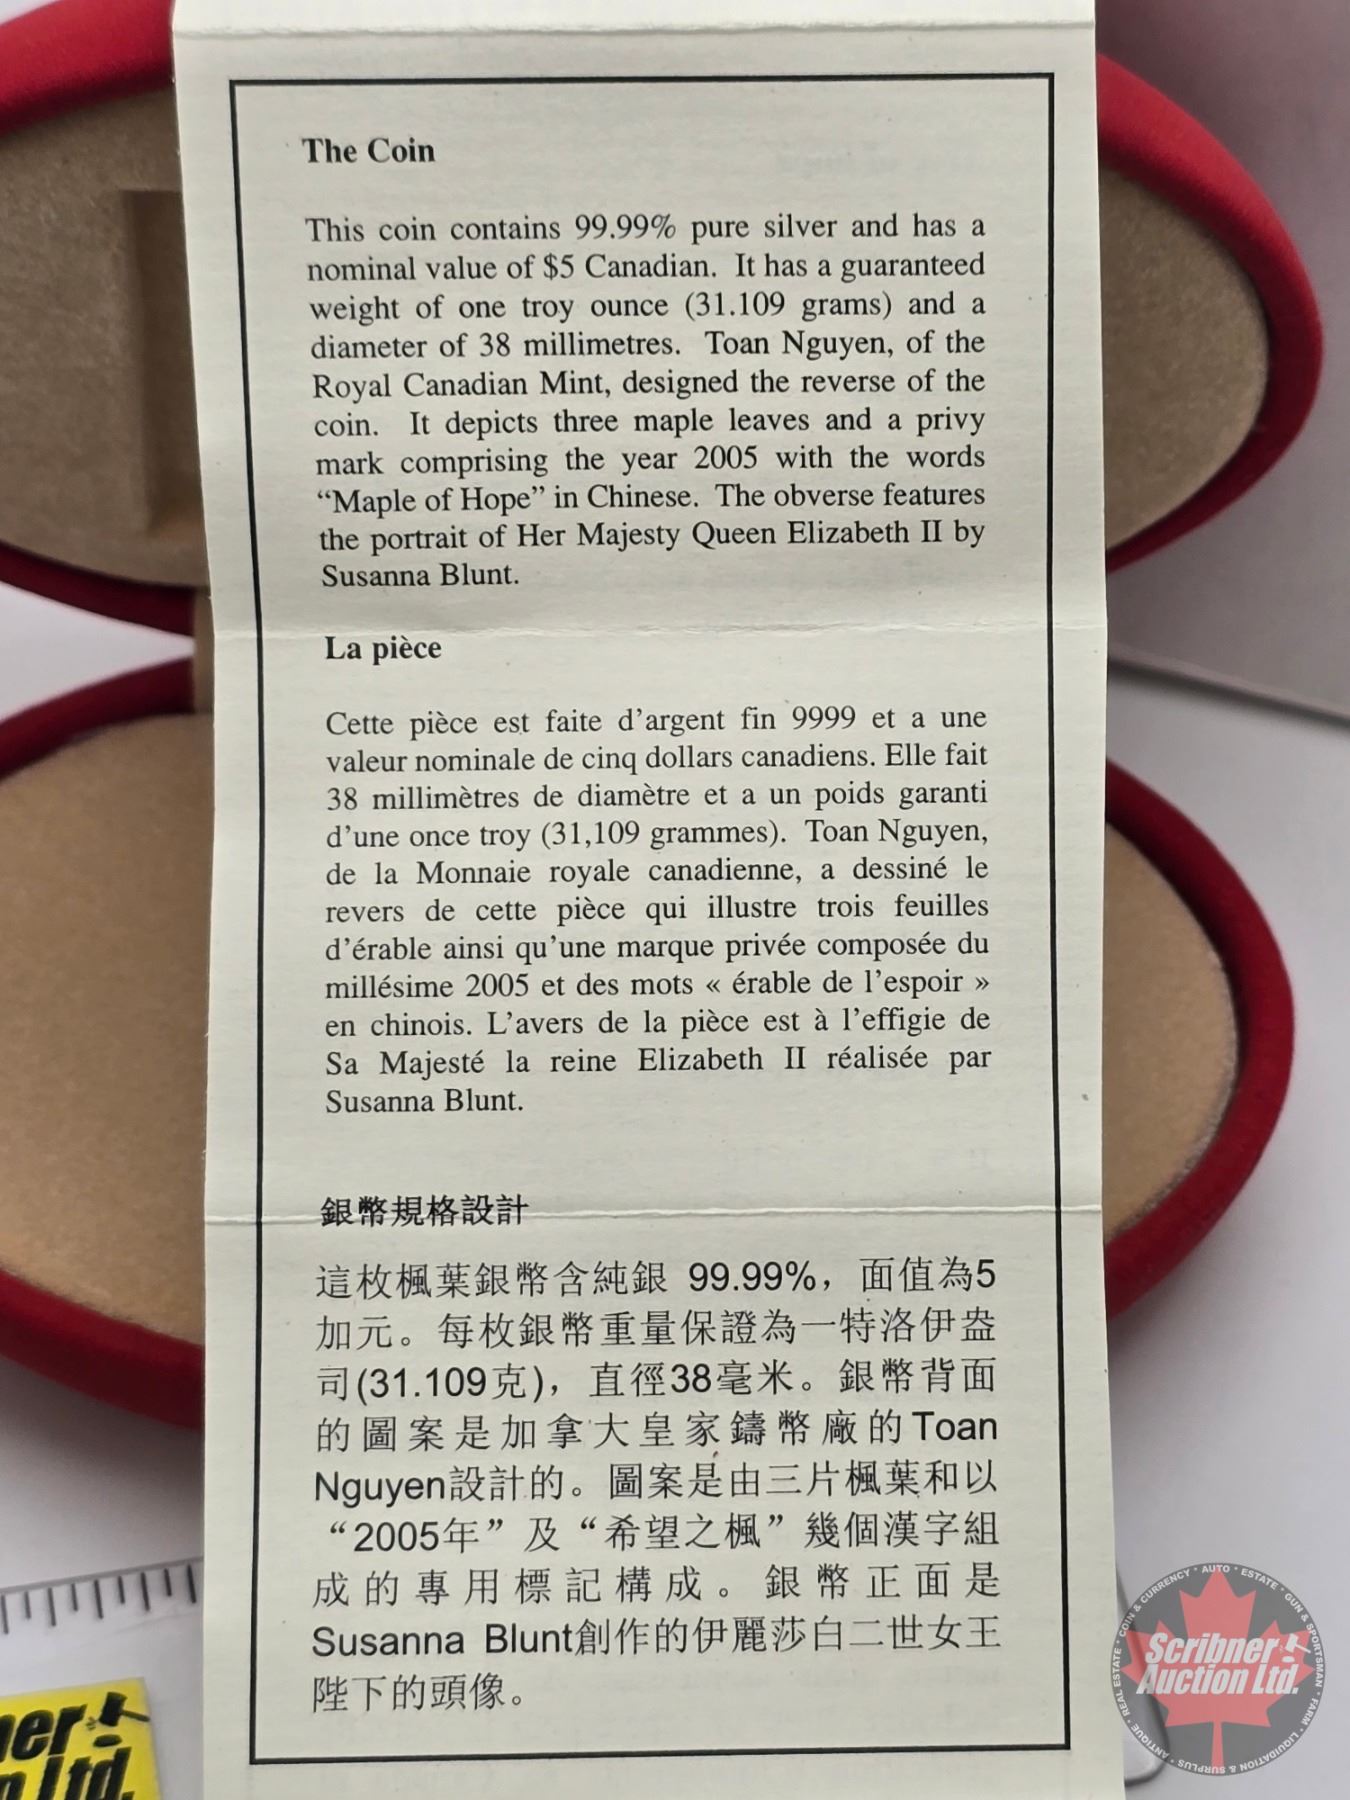 The Coin
This coin contains 99.99% pure silver and has a
nominal value of $5 Canadian. It has a guaranteed
weight of one troy ounce (31.109 grams) and a
diameter of 38 millimetres. Toan Nguyen, of the
Royal Canadian Mint, designed the reverse of the
coin. It depicts three maple leaves and a privy
mark comprising the year 2005 with the words
“Maple of Hope” in Chinese. The obverse features
the portrait of Her Majesty Queen Elizabeth II by
Susanna Blunt.
La pièce
Cette pièce est faite d’argent fin 9999 et a une
valeur nominale de cinq dollars canadiens. Elle fait
38 millimètres de diamètre et a un poids garanti
d’une once troy (31,109 grammes). Toan Nguyen,
de la Monnaie royale canadienne, a dessiné le
revers de cette pièce qui illustre trois feuilles
d’érable ainsi qu’une marque privée composée du
millésime 2005 et des mots « érable de l’espoir »
en chinois. L’avers de la pièce est à l’effigie de
Sa Majesté la reine Elizabeth II réalisée par
Susanna Blunt.
銀幣規格設計
這枚楓葉銀幣含純銀 99.99%，面值為5
加元。每枚銀幣重量保證為一特洛伊盎
司(31.109克)，直徑38毫米。銀幣背面
的圖案是加拿大皇家鑄幣廠的Toan
Nguyen設計的。圖案是由三片楓葉和以
“2005年”及“希望之楓”幾個漢字組
成的專用標記構成。銀幣正面是
Susanna Blunt創作的伊麗莎白二世女王
陛下的頭像。
ner
n Ltd.
Scribner
Auction Ltd.
REAL ESTATE • COIN & CURRENCY • AUTO • ESTATE • GUN & SPORTSMAN • FARM • LIQUIDATION & SURPLUS • ANTIQUE •